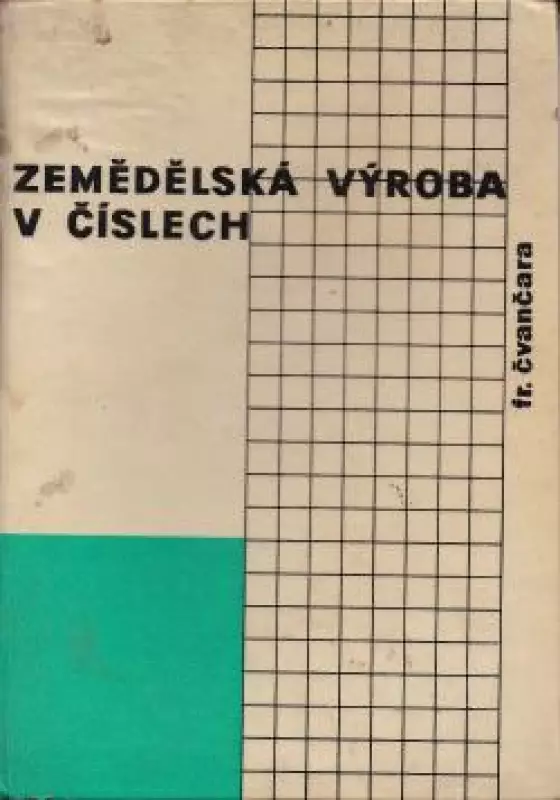 ZEMĚDĚLSKÁ VÝROBA
V ČÍSLECH
fr. čvančara